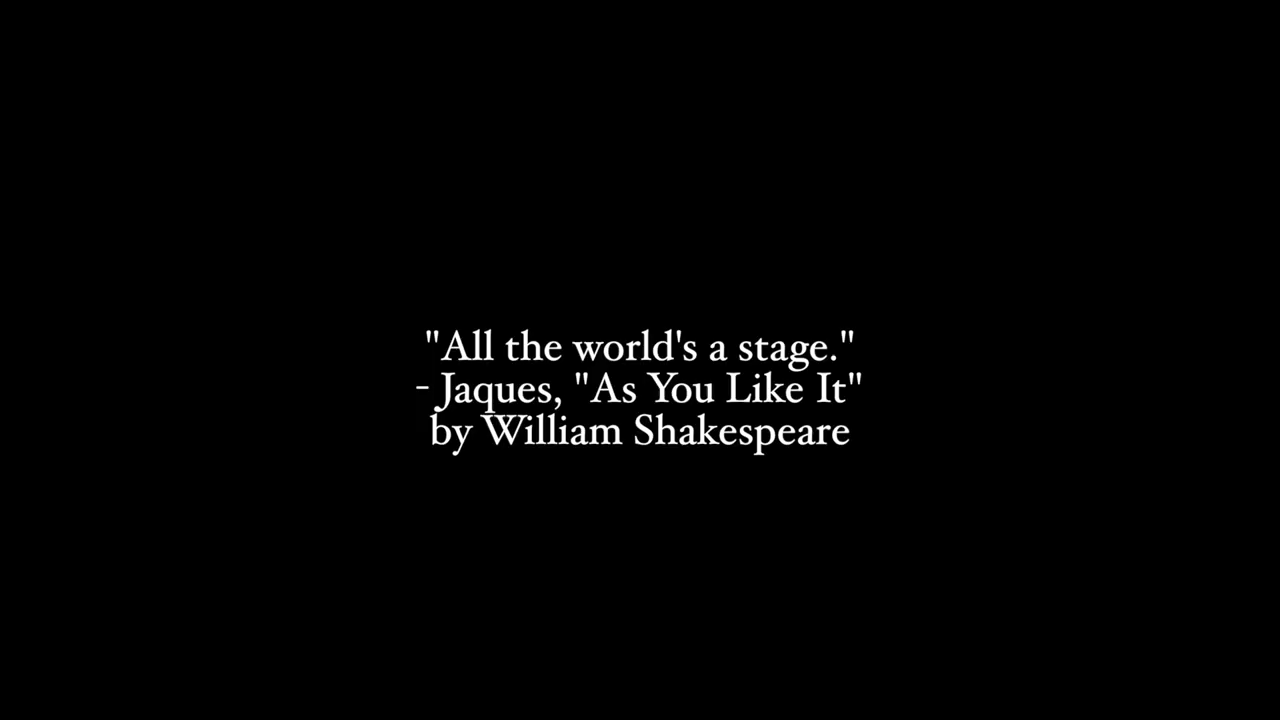 "All the world's a stage."
- Jaques, "As You Like It"
by William Shakespeare